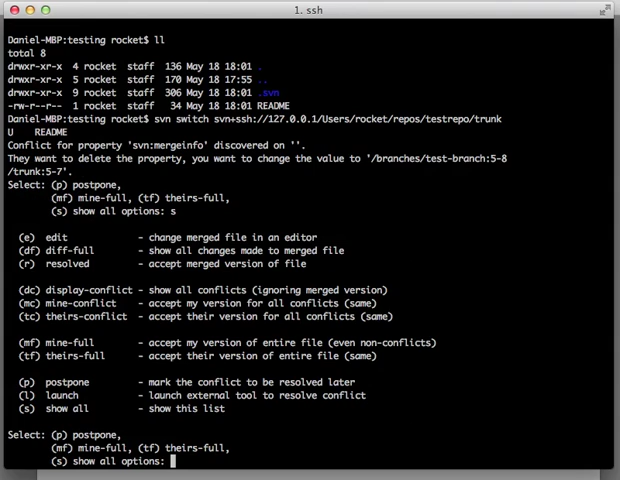 1. ssh
Daniel-MBP:testing rocket$ ll
total 8
drwxr-xr-x  4 rocket  staff  136 May 18 18:01 .
drwxr-xr-x  5 rocket  staff  170 May 18 17:55 ..
drwxr-xr-x  9 rocket  staff  306 May 18 18:01 .svn
-rw-r--r--  1 rocket  staff   34 May 18 18:01 README
Daniel-MBP:testing rocket$ svn switch svn+ssh://127.0.0.1/Users/rocket/repos/testrepo/trunk
U    README
Conflict for property 'svn:mergeinfo' discovered on ''.
They want to delete the property, you want to change the value to '/branches/test-branch:5-8
/trunk:5-7'.
Select: (p) postpone,
        (mf) mine-full, (tf) theirs-full,
        (s) show all options: s
  (e)  edit             - change merged file in an editor
  (df) diff-full        - show all changes made to merged file
  (r)  resolved         - accept merged version of file
  (dc) display-conflict - show all conflicts (ignoring merged version)
  (mc) mine-conflict    - accept my version for all conflicts (same)
  (tc) theirs-conflict  - accept their version for all conflicts (same)
  (mf) mine-full        - accept my version of entire file (even non-conflicts)
  (tf) theirs-full      - accept their version of entire file (same)
  (p)  postpone         - mark the conflict to be resolved later
  (l)  launch           - launch external tool to resolve conflict
  (s)  show all         - show this list
Select: (p) postpone,
        (mf) mine-full, (tf) theirs-full,
        (s) show all options: